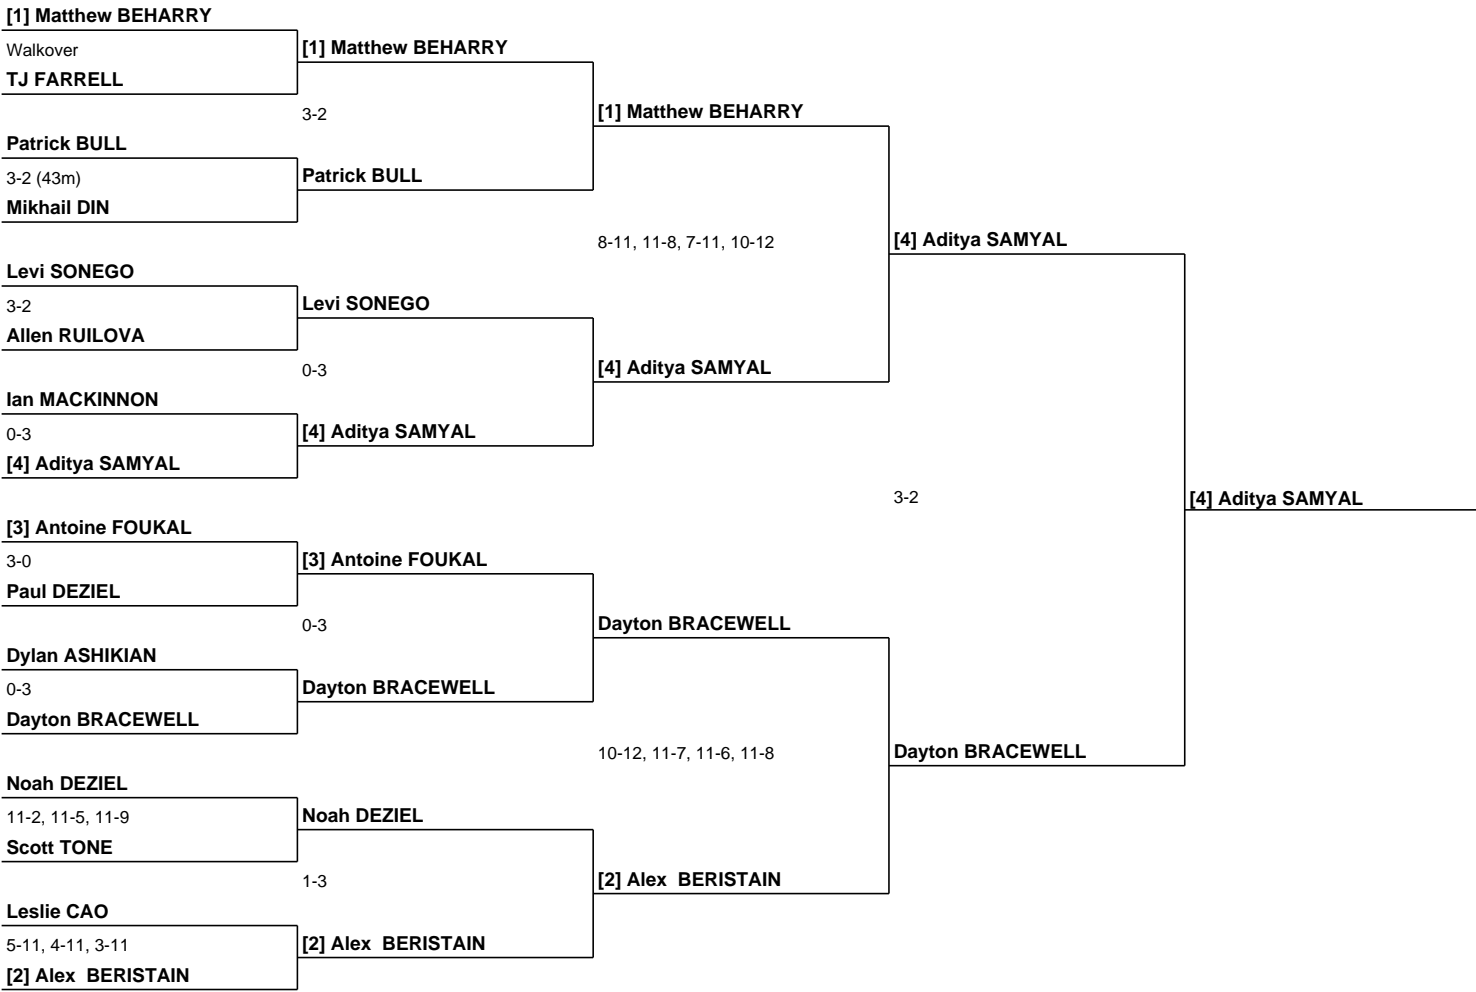 [1] Matthew BEHARRY
Walkover
TJ FARRELL
Patrick BULL
3-2 (43m)
Mikhail DIN
Levi SONEGO
3-2
Allen RUILOVA
Ian MACKINNON
0-3
[4] Aditya SAMYAL
[3] Antoine FOUKAL
3-0
Paul DEZIEL
Dylan ASHIKIAN
0-3
Dayton BRACEWELL
Noah DEZIEL
11-2, 11-5, 11-9
Scott TONE
Leslie CAO
5-11, 4-11, 3-11
[2] Alex  BERISTAIN
[1] Matthew BEHARRY
3-2
Patrick BULL
Levi SONEGO
0-3
[4] Aditya SAMYAL
[3] Antoine FOUKAL
0-3
Dayton BRACEWELL
Noah DEZIEL
1-3
[2] Alex  BERISTAIN
[1] Matthew BEHARRY
8-11, 11-8, 7-11, 10-12
[4] Aditya SAMYAL
Dayton BRACEWELL
10-12, 11-7, 11-6, 11-8
[2] Alex  BERISTAIN
[4] Aditya SAMYAL
3-2
Dayton BRACEWELL
[4] Aditya SAMYAL